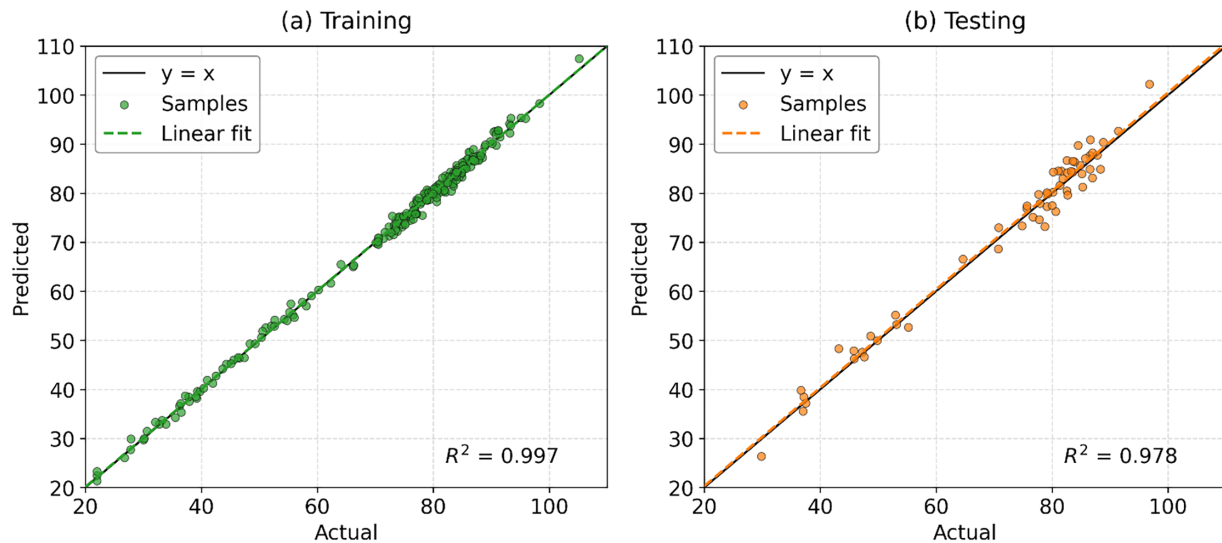 (a) Training
110
100
90
80
70
60
50
40
30
20
Predicted
y = x
Samples
Linear fit
R² = 0.997
20 40 60 80 100
Actual
(b) Testing
110
100
90
80
70
60
50
40
30
20
Predicted
y = x
Samples
Linear fit
R² = 0.978
20 40 60 80 100
Actual